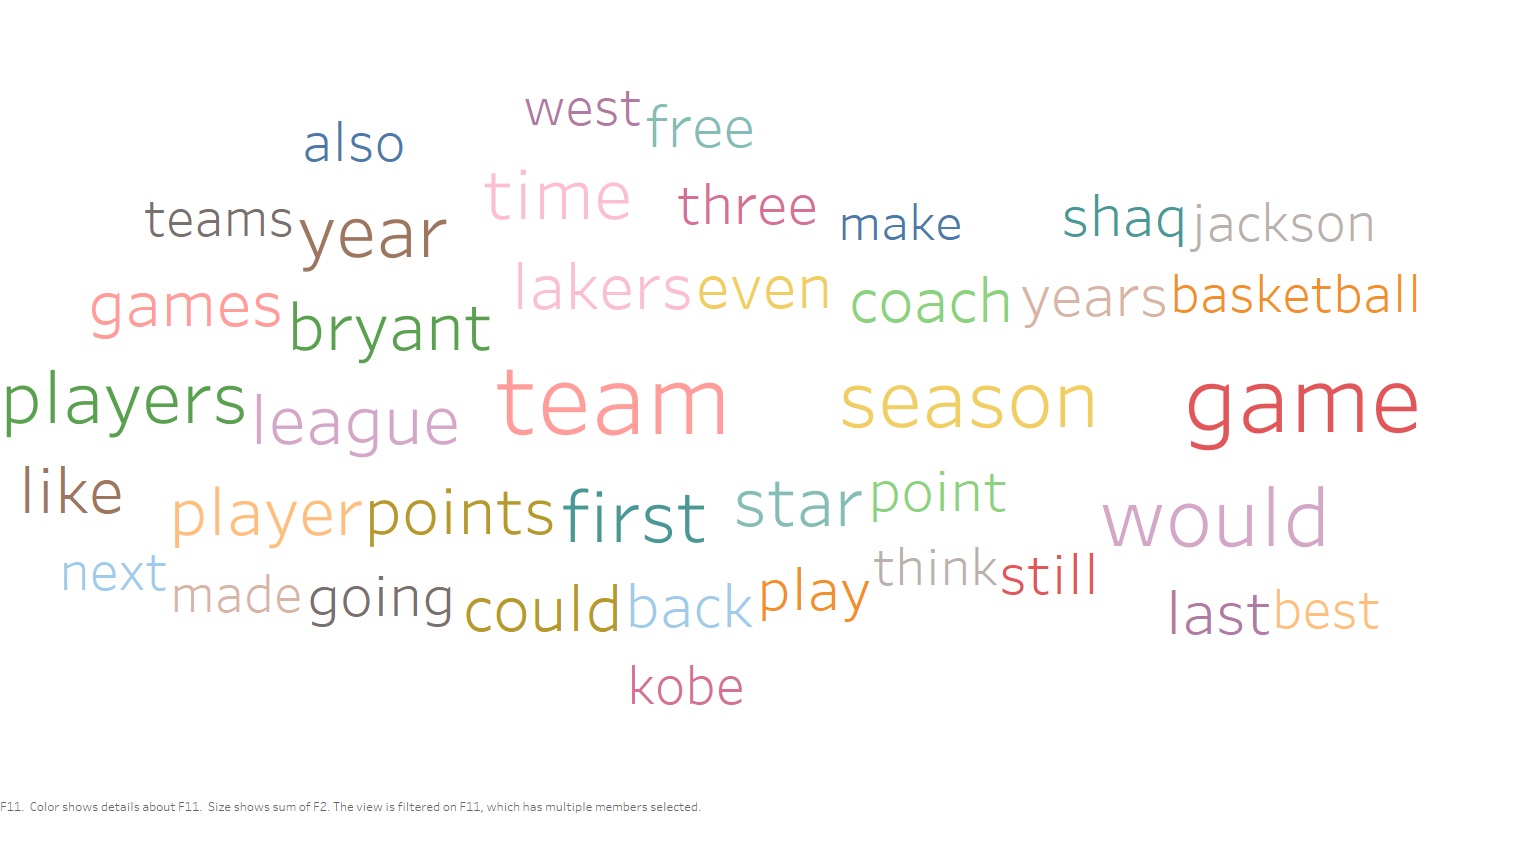 west free
also
time three
teams year make shaq jackson
games bryant lakers even coach years basketball
players league team season game
like player points first star point would
next made going could back play think still
last best
kobe
F11.  Color shows details about F11.  Size shows sum of F2. The view is filtered on F11, which has multiple members selected.